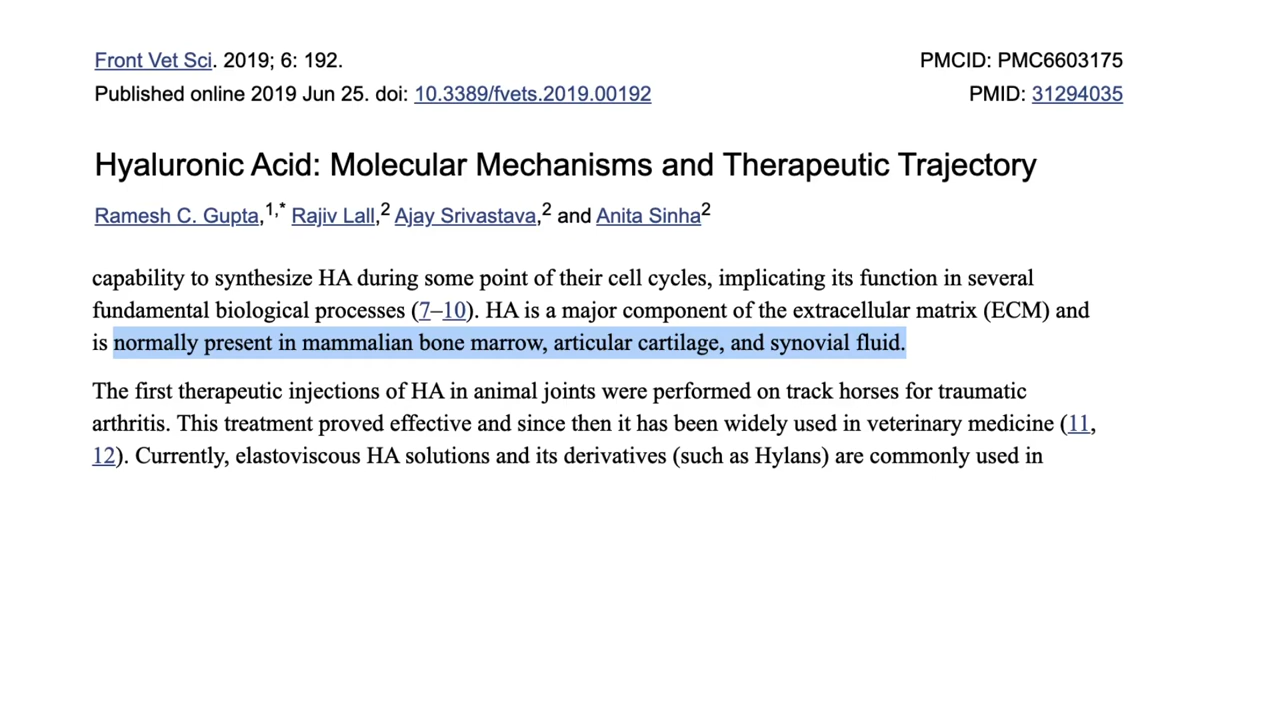 Front Vet Sci. 2019; 6: 192. PMCID: PMC6603175
Published online 2019 Jun 25. doi: 10.3389/fvets.2019.00192 PMID: 31294035
Hyaluronic Acid: Molecular Mechanisms and Therapeutic Trajectory
Ramesh C. Gupta,1,* Rajiv Lall,2 Ajay Srivastava,2 and Anita Sinha2
capability to synthesize HA during some point of their cell cycles, implicating its function in several
fundamental biological processes (7–10). HA is a major component of the extracellular matrix (ECM) and
is normally present in mammalian bone marrow, articular cartilage, and synovial fluid.
The first therapeutic injections of HA in animal joints were performed on track horses for traumatic
arthritis. This treatment proved effective and since then it has been widely used in veterinary medicine (11,
12). Currently, elastoviscous HA solutions and its derivatives (such as Hylans) are commonly used in